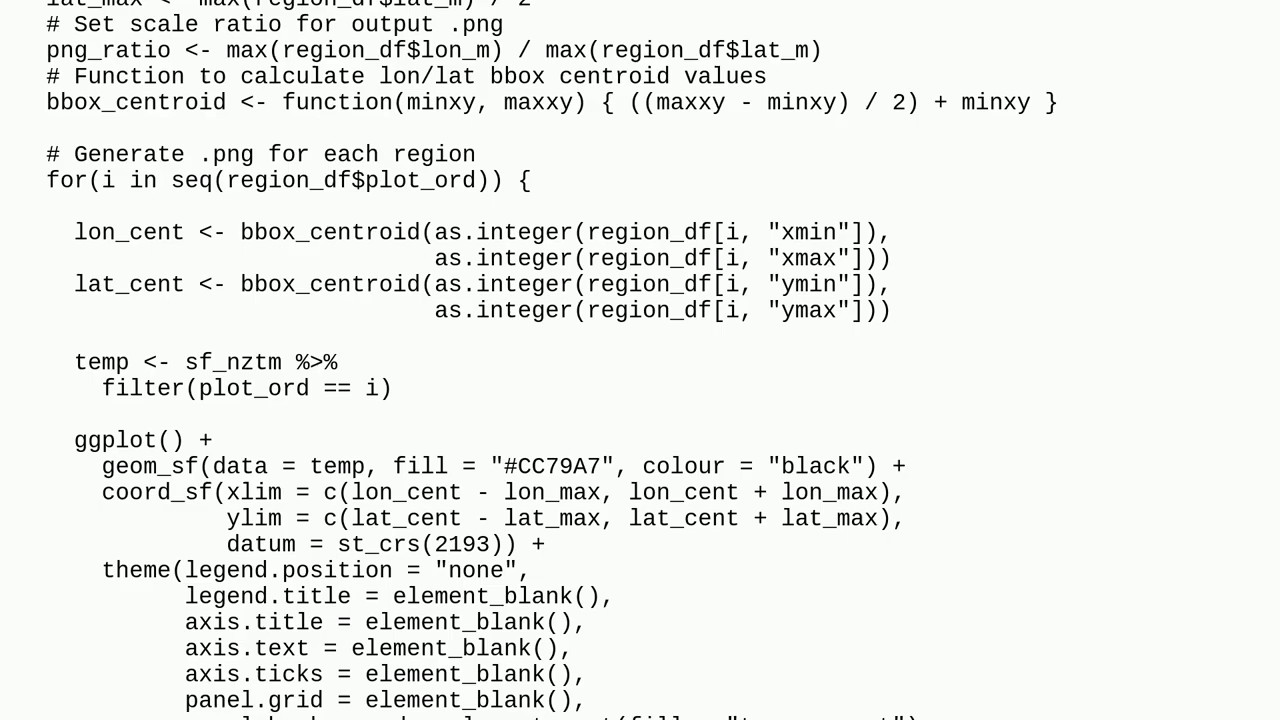 # Set scale ratio for output .png
png_ratio <- max(region_df$lon_m) / max(region_df$lat_m)
# Function to calculate lon/lat bbox centroid values
bbox_centroid <- function(minxy, maxxy) { ((maxxy - minxy) / 2) + minxy }

# Generate .png for each region
for(i in seq(region_df$plot_ord)) {

  lon_cent <- bbox_centroid(as.integer(region_df[i, "xmin"]),
                            as.integer(region_df[i, "xmax"]))
  lat_cent <- bbox_centroid(as.integer(region_df[i, "ymin"]),
                            as.integer(region_df[i, "ymax"]))

  temp <- sf_nztm %>%
    filter(plot_ord == i)

  ggplot() +
    geom_sf(data = temp, fill = "#CC79A7", colour = "black") +
    coord_sf(xlim = c(lon_cent - lon_max, lon_cent + lon_max),
             ylim = c(lat_cent - lat_max, lat_cent + lat_max),
             datum = st_crs(2193)) +
    theme(legend.position = "none",
          legend.title = element_blank(),
          axis.title = element_blank(),
          axis.text = element_blank(),
          axis.ticks = element_blank(),
          panel.grid = element_blank(),